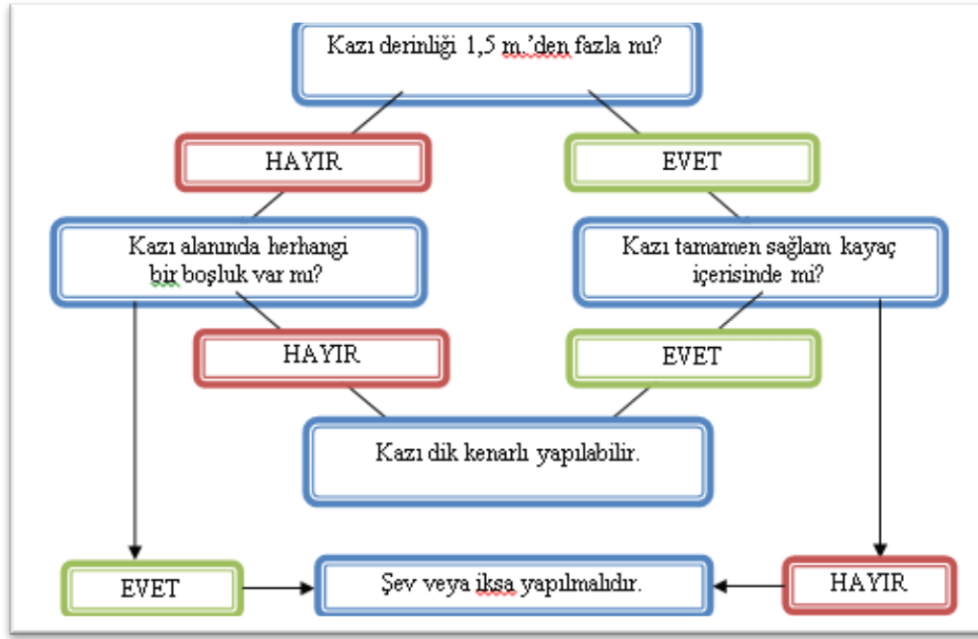 Kazı derinliği 1,5 m.’den fazla mı?
HAYIR
EVET
Kazı alanında herhangi
bir boşluk var mı?
Kazı tamamen sağlam kayaç
içerisinde mi?
HAYIR
EVET
Kazı dik kenarlı yapılabilir.
EVET
Şev veya iksa yapılmalıdır.
HAYIR